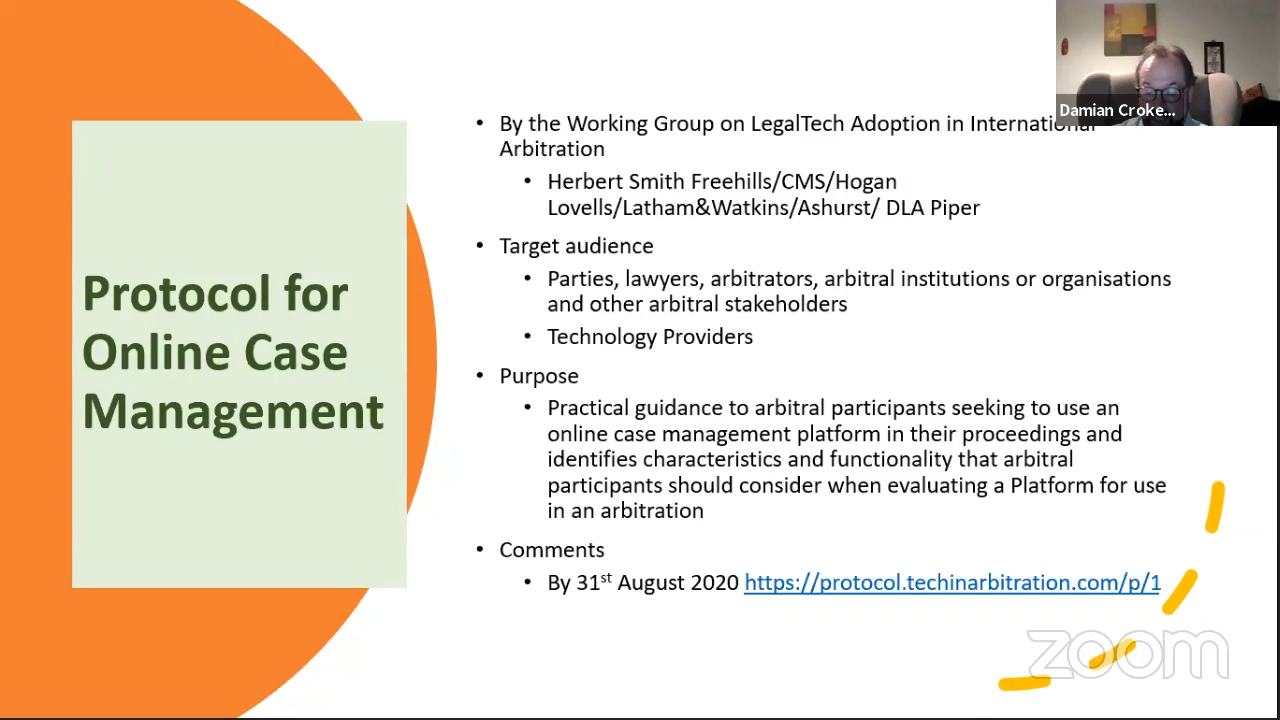 Damian Croke...
Protocol for
Online Case
Management
• By the Working Group on LegalTech Adoption in International
Arbitration
• Herbert Smith Freehills/CMS/Hogan
Lovells/Latham&Watkins/Ashurst/ DLA Piper
• Target audience
• Parties, lawyers, arbitrators, arbitral institutions or organisations
and other arbitral stakeholders
• Technology Providers
• Purpose
• Practical guidance to arbitral participants seeking to use an
online case management platform in their proceedings and
identifies characteristics and functionality that arbitral
participants should consider when evaluating a Platform for use
in an arbitration
• Comments
• By 31st August 2020 https://protocol.techinarbitration.com/p/1
zoom